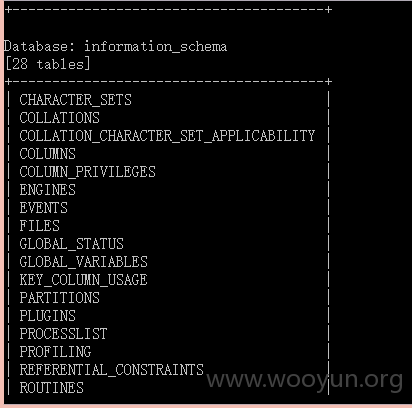 +-------------------------------------+
Database: information_schema
[28 tables]
+-------------------------------------+
| CHARACTER_SETS |
| COLLATIONS |
| COLLATION_CHARACTER_SET_APPLICABILITY |
| COLUMNS |
| COLUMN_PRIVILEGES |
| ENGINES |
| EVENTS |
| FILES |
| GLOBAL_STATUS |
| GLOBAL_VARIABLES |
| KEY_COLUMN_USAGE |
| PARTITIONS |
| PLUGINS |
| PROCESSLIST |
| PROFILING |
| REFERENTIAL_CONSTRAINTS |
| ROUTINES |
www.wooyun.org